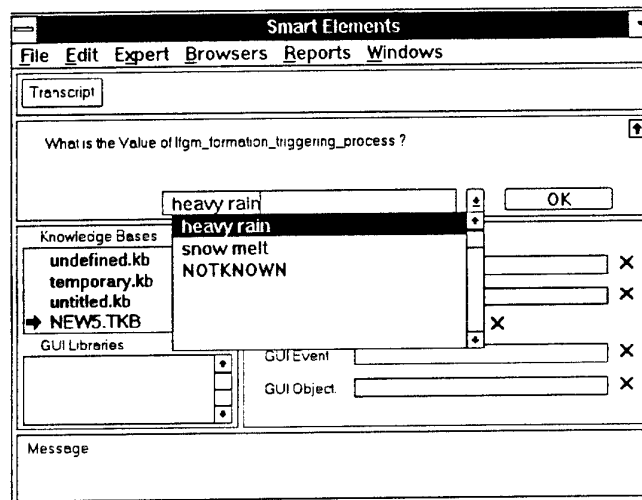 Smart Elements
File Edit Expert Browsers Reports Windows
Transcript
What is the Value of lfgm_formation_triggering_process ?
heavy rain
OK
heavy rain
snow melt
NOTKNOWN
Knowledge Bases
undefined.kb
temporary.kb
untitled.kb
NEW5.TKB
GUI Libraries
GUI Event
GUI Object.
Message